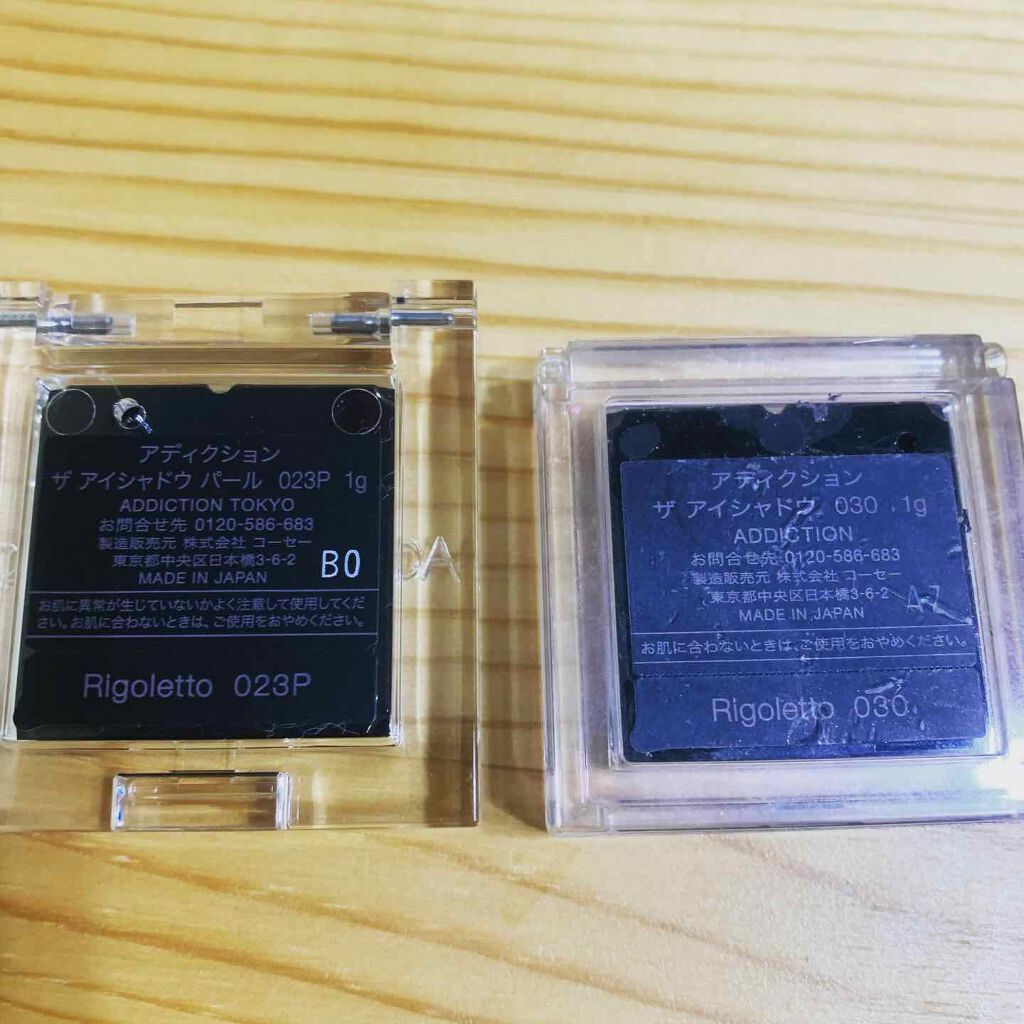 アディクション
ザ アイシャドウ パール 023P 1g
ADDICTION TOKYO
お問合せ先 0120-586-683
製造販売元 株式会社 コーセー
東京都中央区日本橋3-6-2
MADE IN JAPAN
B0
お肌に異常が生じていないかよく注意して使用してくだ
さい。お肌に合わないときは、ご使用をおやめください。
Rigoletto 023P
アディクション
ザ アイシャドウ 030 1g
ADDICTION
お問合せ先 0120-586-683
製造販売元 株式会社 コーセー
東京都中央区日本橋3-6-2
MADE IN JAPAN
A7
お肌に合わないときは、ご使用をおやめください。
Rigoletto 030